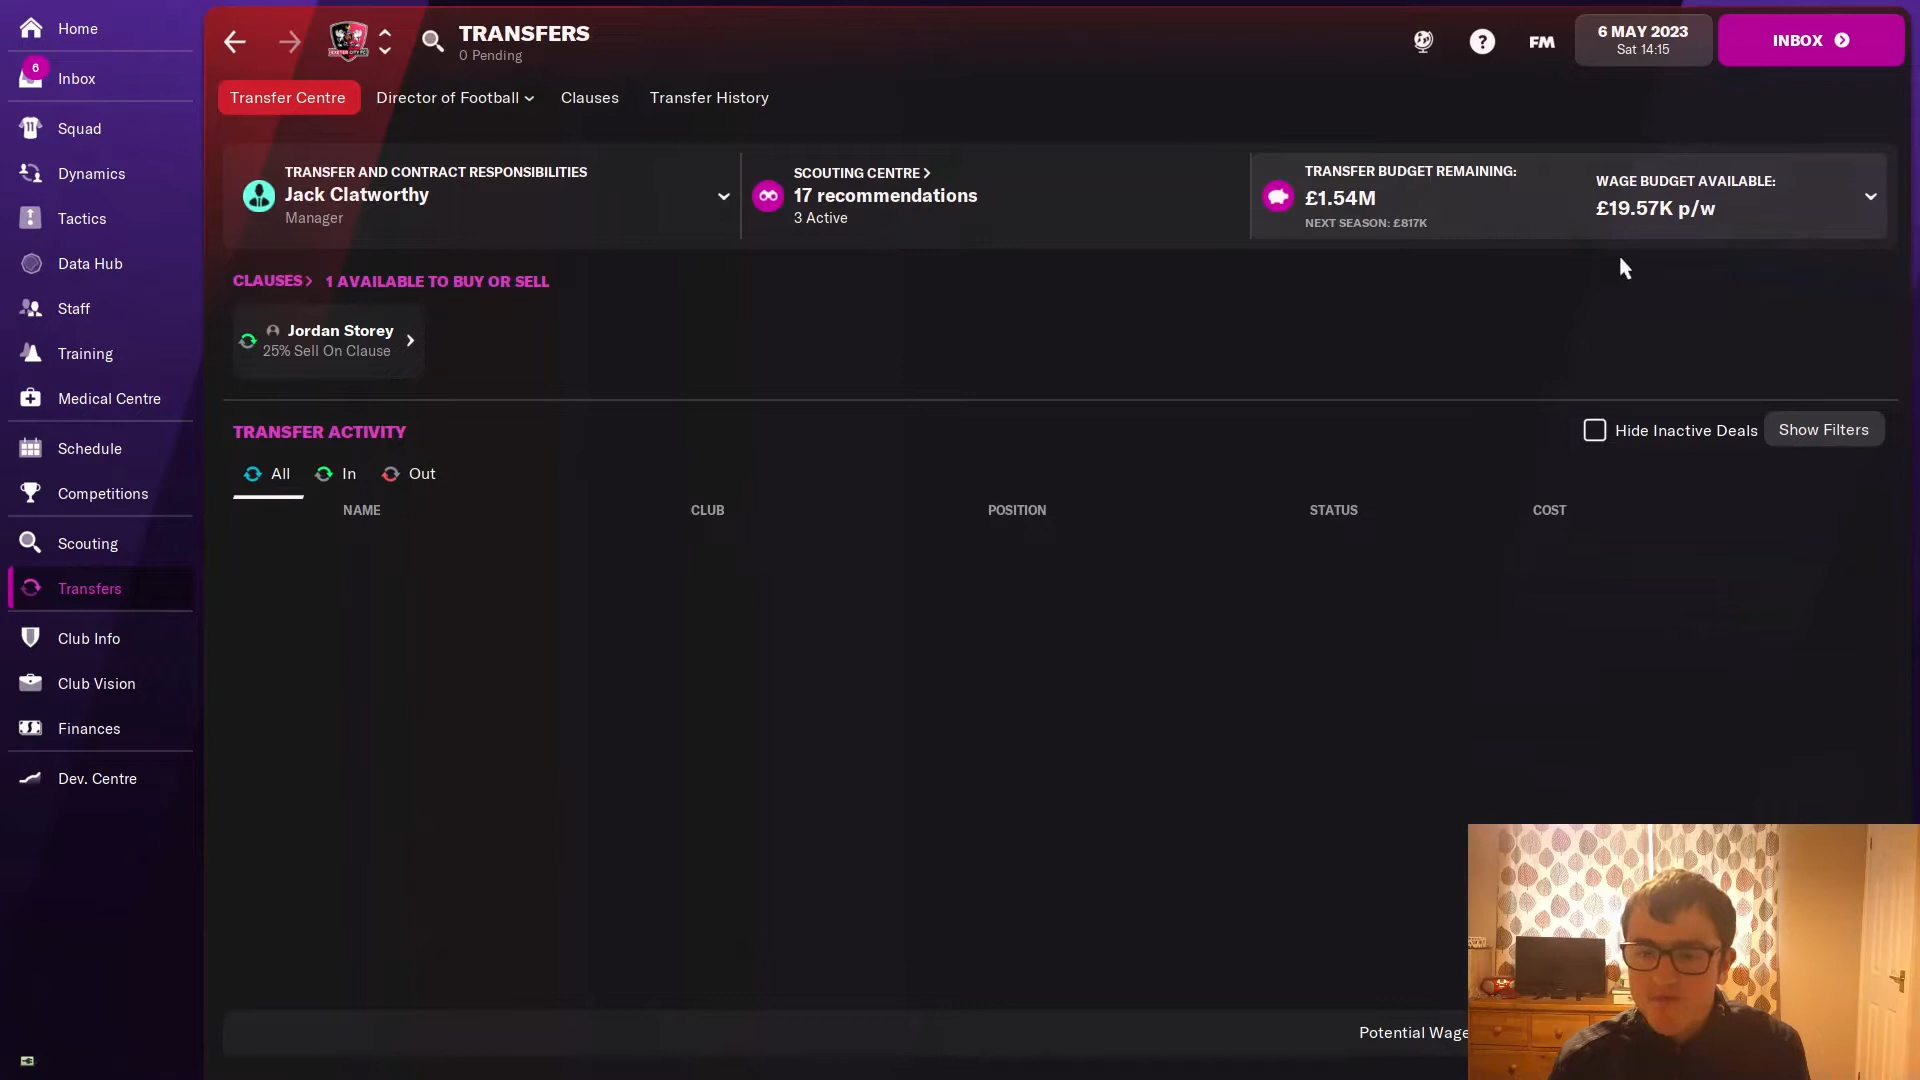 Home
6
Inbox
Squad
Dynamics
Tactics
Data Hub
Staff
Training
Medical Centre
Schedule
Competitions
Scouting
Transfers
Club Info
Club Vision
Finances
Dev. Centre
TRANSFERS
0 Pending
?
FM
6 MAY 2023
Sat 14:15
INBOX
Transfer Centre
Director of Football
Clauses
Transfer History
TRANSFER AND CONTRACT RESPONSIBILITIES
Jack Clatworthy
Manager
SCOUTING CENTRE >
17 recommendations
3 Active
TRANSFER BUDGET REMAINING:
£1.54M
NEXT SEASON: £817K
WAGE BUDGET AVAILABLE:
£19.57K p/w
CLAUSES > 1 AVAILABLE TO BUY OR SELL
Jordan Storey
25% Sell On Clause
TRANSFER ACTIVITY
Hide Inactive Deals
Show Filters
All In Out
NAME CLUB POSITION STATUS COST
Potential Wage